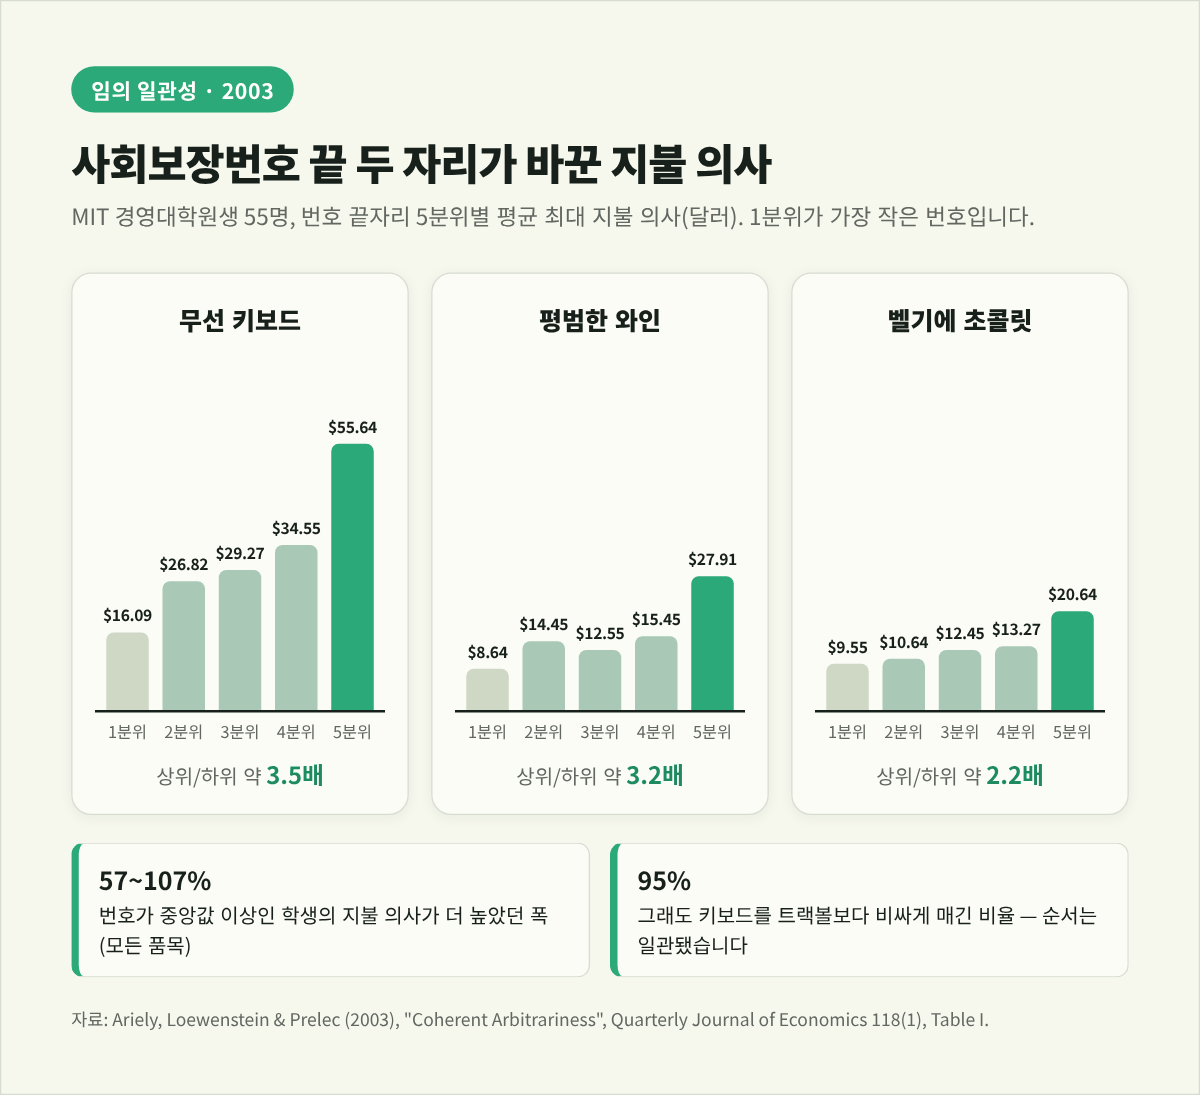 임의 일관성 · 2003
사회보장번호 끝 두 자리가 바꾼 지불 의사
MIT 경영대학원생 55명, 번호 끝자리 5분위별 평균 최대 지불 의사(달러). 1분위가 가장 작은 번호입니다.
무선 키보드
$16.09
$26.82
$29.27
$34.55
$55.64
1분위 2분위 3분위 4분위 5분위
상위/하위 약 3.5배
평범한 와인
$8.64
$14.45
$12.55
$15.45
$27.91
1분위 2분위 3분위 4분위 5분위
상위/하위 약 3.2배
벨기에 초콜릿
$9.55
$10.64
$12.45
$13.27
$20.64
1분위 2분위 3분위 4분위 5분위
상위/하위 약 2.2배
57~107%
번호가 중앙값 이상인 학생의 지불 의사가 더 높았던 폭
(모든 품목)
95%
그래도 키보드를 트랙볼보다 비싸게 매긴 비율 — 순서는
일관됐습니다
자료: Ariely, Loewenstein & Prelec (2003), "Coherent Arbitrariness", Quarterly Journal of Economics 118(1), Table I.